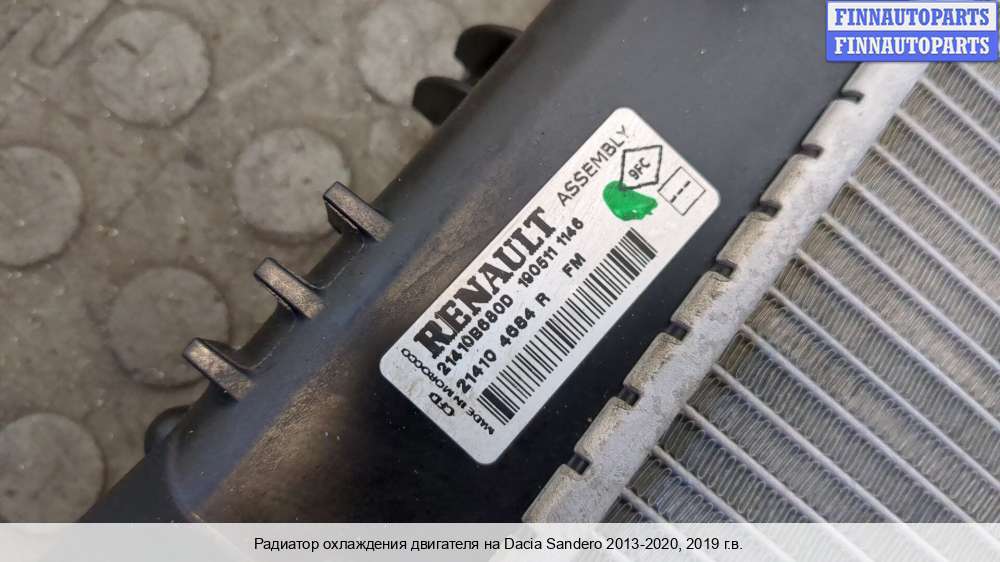 FINNAUTOPARTS
FINNAUTOPARTS
RENAULT ASSEMBLY
9FC
21410B680D 190511 1146
21410 4684 R FM
CFD
MADE IN MOROCCO
Радиатор охлаждения двигателя на Dacia Sandero 2013-2020, 2019 г.в.